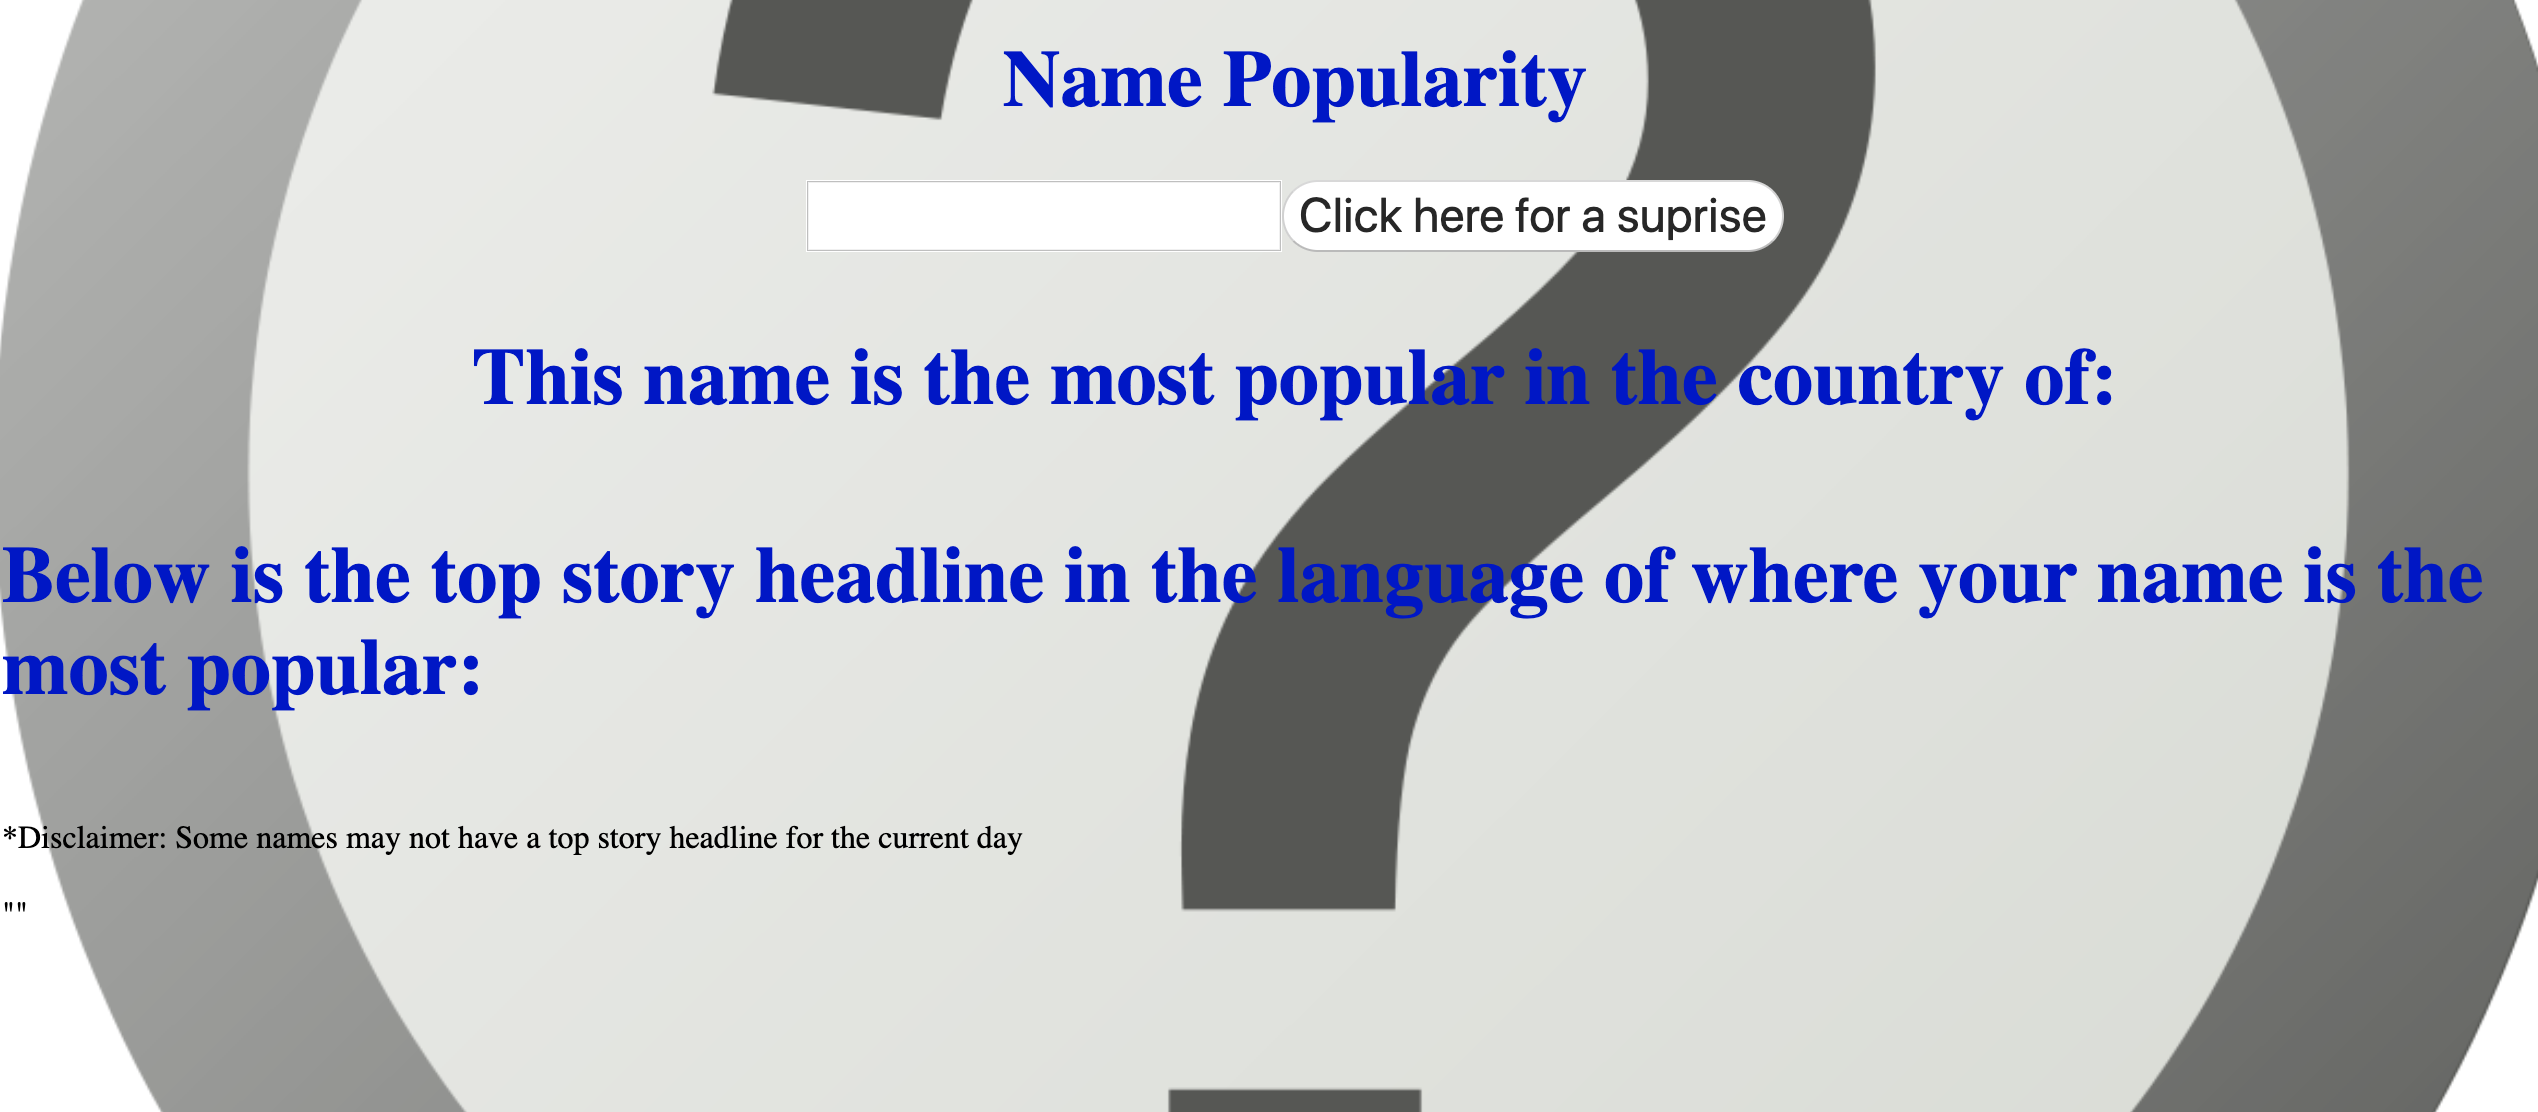 Name Popularity
Click here for a suprise
This name is the most popular in the country of:
Below is the top story headline in the language of where your name is the
most popular:
*Disclaimer: Some names may not have a top story headline for the current day
""